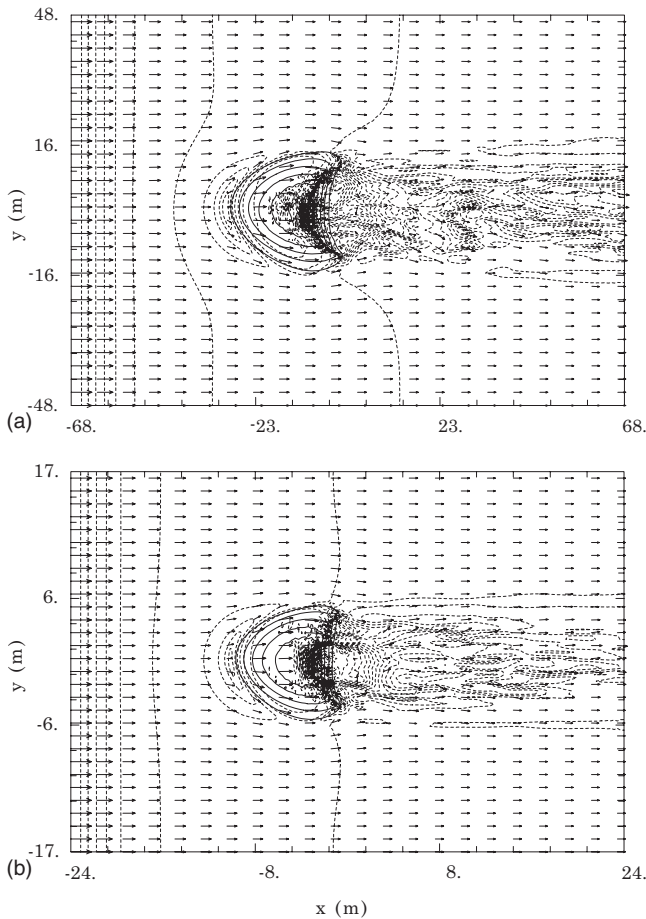 48.
16.
y (m)
-16.
-48.
(a)
-68. -23. 23. 68.
17.
6.
y (m)
-6.
-17.
(b)
-24. -8. 8. 24.
x (m)